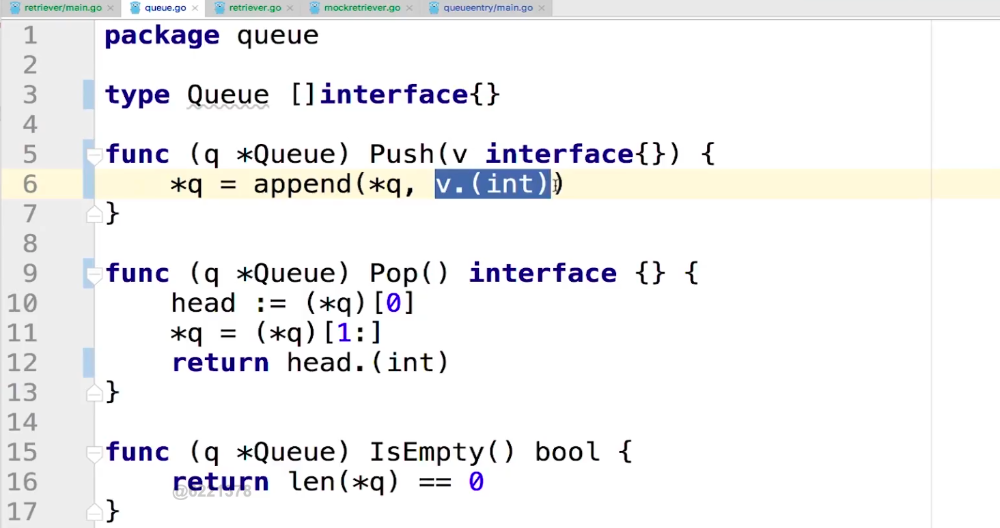 retriever/main.go × queue.go × retriever.go × mockretriever.go × queueentry/main.go ×
1 package queue
2
3 type Queue []interface{}
4
5 func (q *Queue) Push(v interface{}) {
6 *q = append(*q, v.(int))
7 }
8
9 func (q *Queue) Pop() interface {} {
10 head := (*q)[0]
11 *q = (*q)[1:]
12 return head.(int)
13 }
14
15 func (q *Queue) IsEmpty() bool {
16 return len(*q) == 0
@6221378
17 }